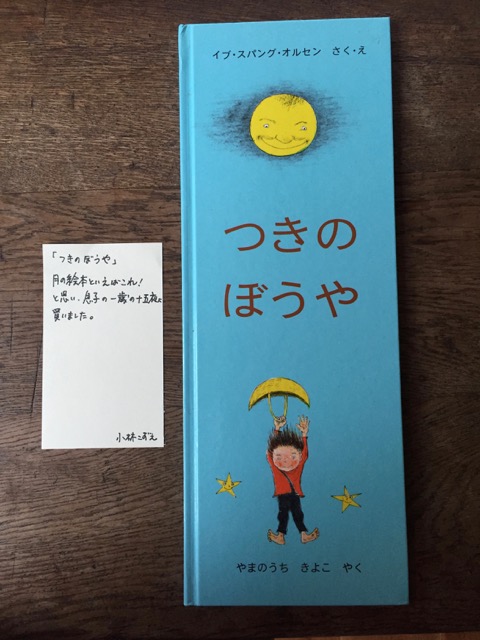 イブ・スパング・オルセン さく・え
つきの
ぼうや
やまのうち きよこ やく
「つきのぼうや」
月の絵本といえばこれ!
と思い、息子の一歳の十五夜に
買いました。
小林こずえ